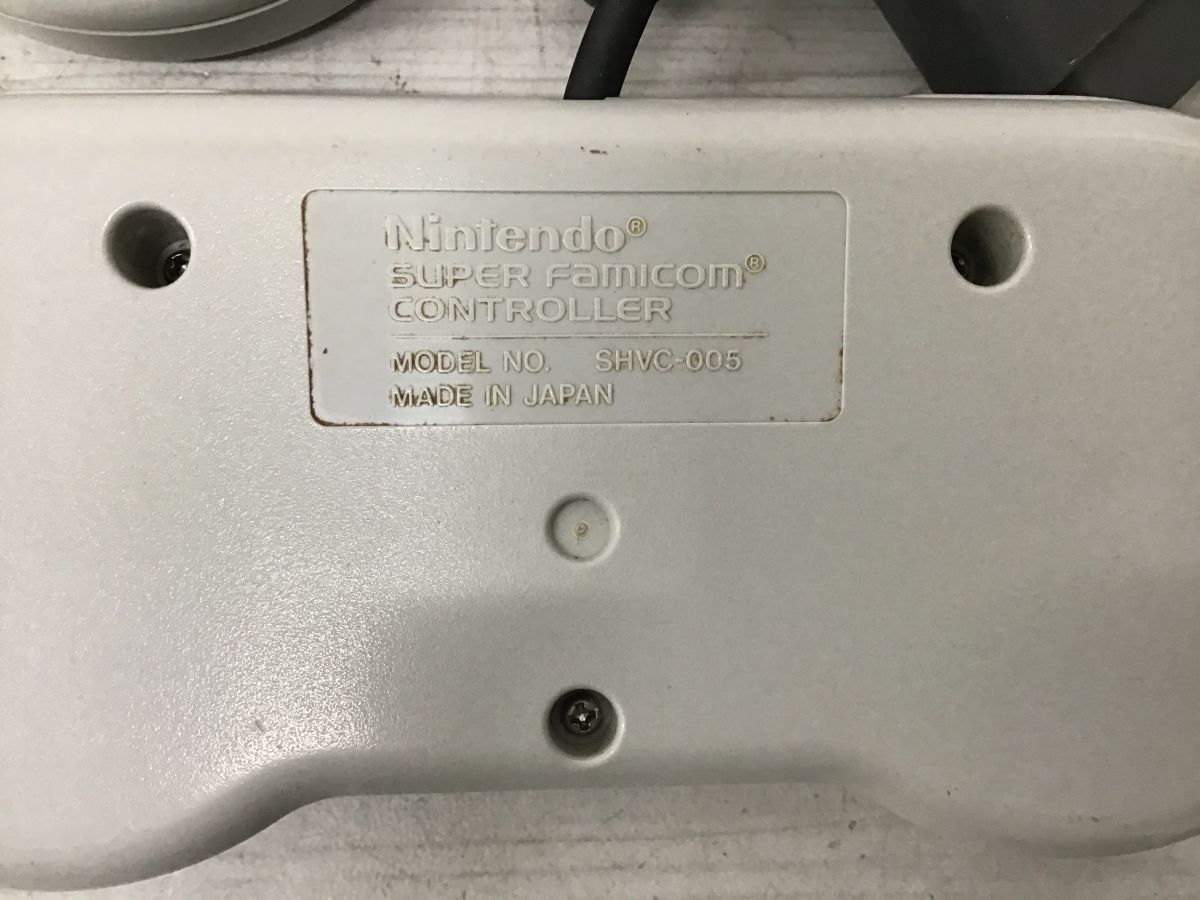 Nintendo®
SUPER Famicom®
CONTROLLER
MODEL NO. SHVC-005
MADE IN JAPAN